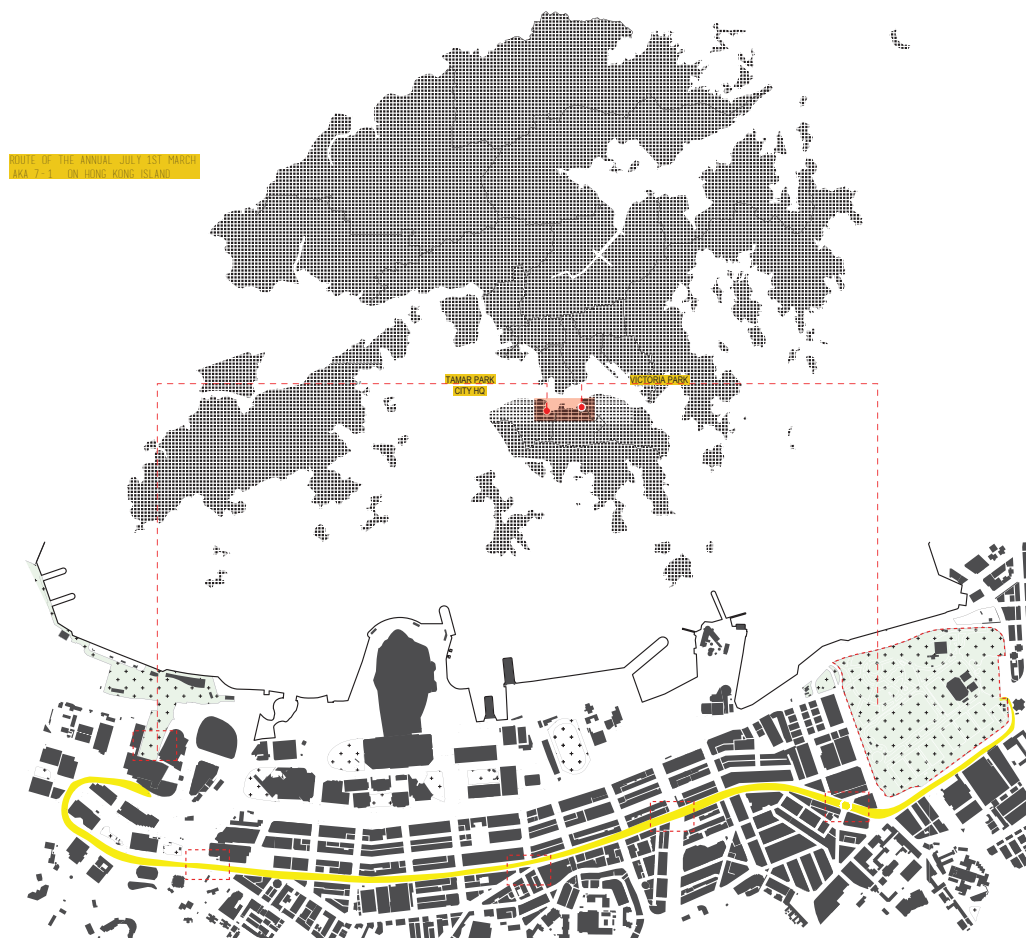 ROUTE OF THE ANNUAL JULY 1ST MARCH
AKA 7-1 ON HONG KONG ISLAND
TAMAR PARK
CITY HQ
VICTORIA PARK